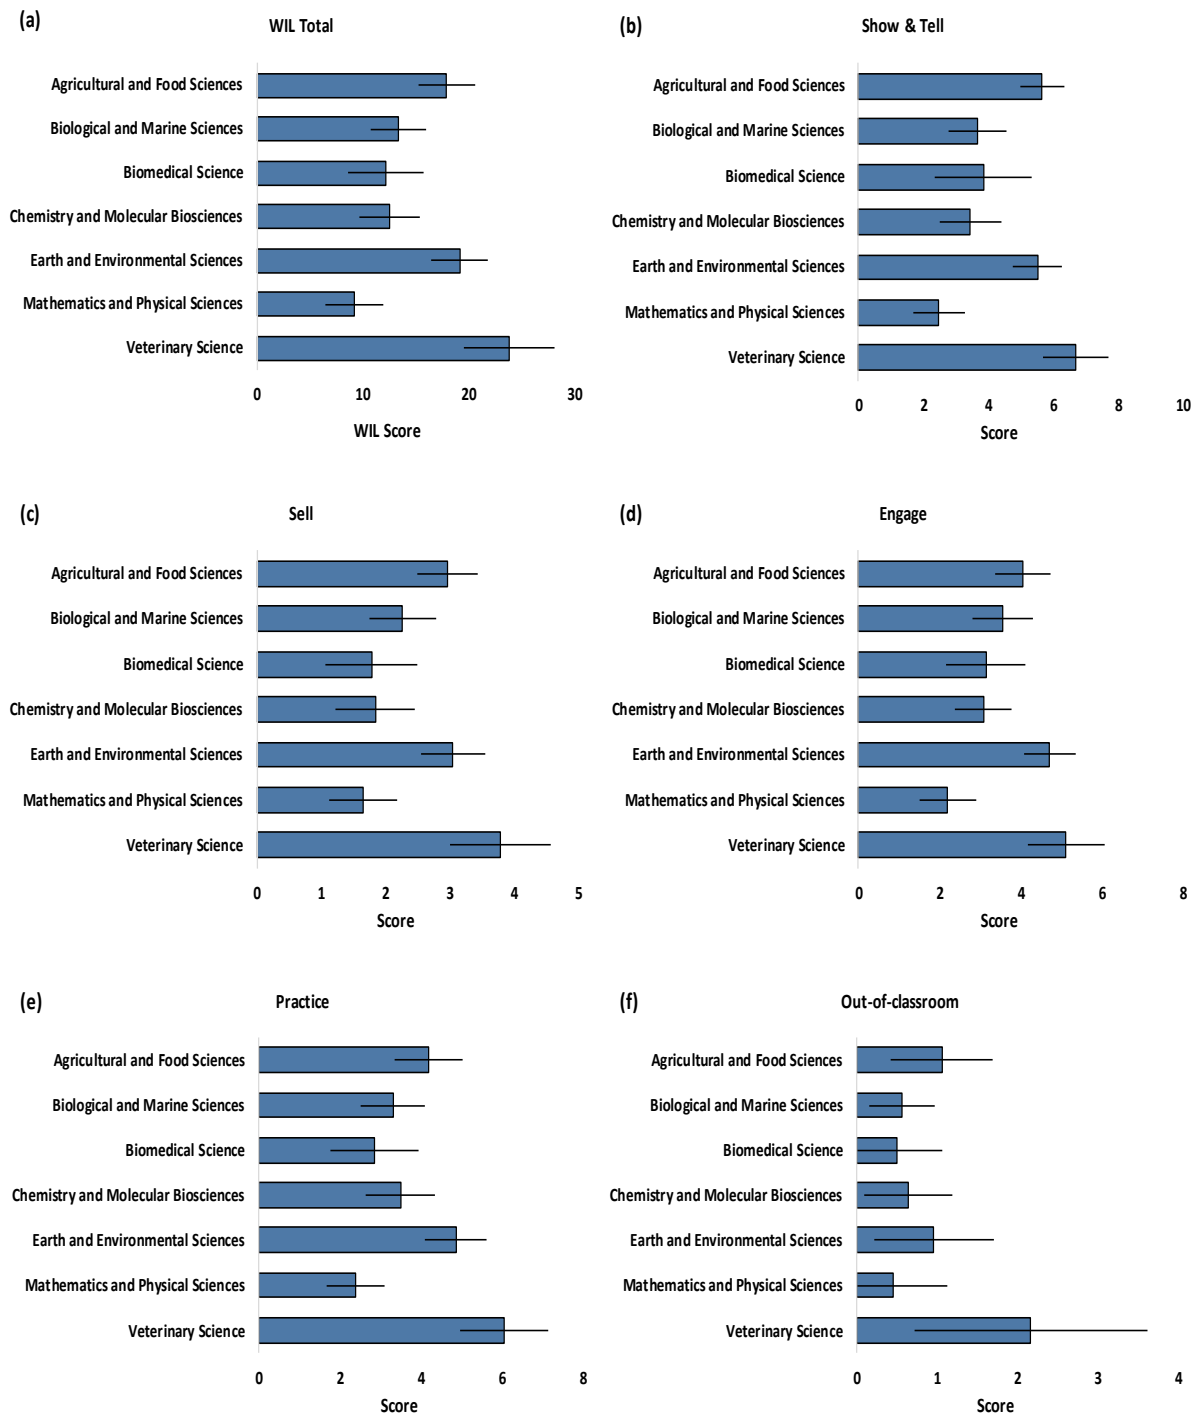 (a)
WIL Total
Agricultural and Food Sciences
Biological and Marine Sciences
Biomedical Science
Chemistry and Molecular Biosciences
Earth and Environmental Sciences
Mathematics and Physical Sciences
Veterinary Science
0 10 20 30
WIL Score
(b)
Show & Tell
Agricultural and Food Sciences
Biological and Marine Sciences
Biomedical Science
Chemistry and Molecular Biosciences
Earth and Environmental Sciences
Mathematics and Physical Sciences
Veterinary Science
0 2 4 6 8 10
Score
(c)
Sell
Agricultural and Food Sciences
Biological and Marine Sciences
Biomedical Science
Chemistry and Molecular Biosciences
Earth and Environmental Sciences
Mathematics and Physical Sciences
Veterinary Science
0 1 2 3 4 5
Score
(d)
Engage
Agricultural and Food Sciences
Biological and Marine Sciences
Biomedical Science
Chemistry and Molecular Biosciences
Earth and Environmental Sciences
Mathematics and Physical Sciences
Veterinary Science
0 2 4 6 8
Score
(e)
Practice
Agricultural and Food Sciences
Biological and Marine Sciences
Biomedical Science
Chemistry and Molecular Biosciences
Earth and Environmental Sciences
Mathematics and Physical Sciences
Veterinary Science
0 2 4 6 8
Score
(f)
Out-of-classroom
Agricultural and Food Sciences
Biological and Marine Sciences
Biomedical Science
Chemistry and Molecular Biosciences
Earth and Environmental Sciences
Mathematics and Physical Sciences
Veterinary Science
0 1 2 3 4
Score